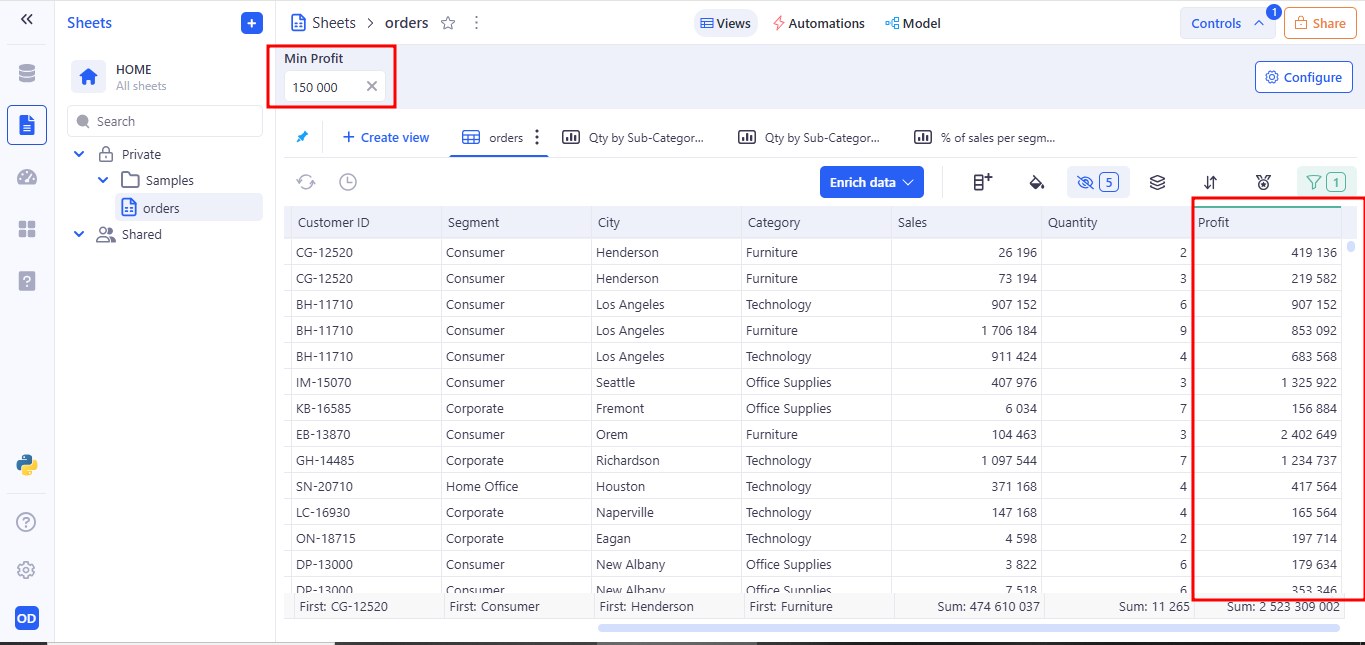 Sheets
HOME
All sheets
Search
Private
Samples
orders
Shared
OD
Sheets > orders
Views
Automations
Model
Controls
1
Share
Min Profit
150 000
Configure
+ Create view
orders
Qty by Sub-Categor...
Qty by Sub-Categor...
% of sales per segm...
Enrich data
5
1
Customer ID Segment City Category Sales Quantity Profit
CG-12520 Consumer Henderson Furniture 26 196 2 419 136
CG-12520 Consumer Henderson Furniture 73 194 3 219 582
BH-11710 Consumer Los Angeles Technology 907 152 6 907 152
BH-11710 Consumer Los Angeles Furniture 1 706 184 9 853 092
BH-11710 Consumer Los Angeles Technology 911 424 4 683 568
IM-15070 Consumer Seattle Office Supplies 407 976 3 1 325 922
KB-16585 Corporate Fremont Office Supplies 6 034 7 156 884
EB-13870 Consumer Orem Furniture 104 463 3 2 402 649
GH-14485 Corporate Richardson Technology 1 097 544 7 1 234 737
SN-20710 Home Office Houston Technology 371 168 4 417 564
LC-16930 Corporate Naperville Technology 147 168 4 165 564
ON-18715 Corporate Eagan Technology 4 598 2 197 714
DP-13000 Consumer New Albany Office Supplies 3 822 6 179 634
DP-13000 Consumer New Albany Office Supplies 7 518 6 353 346
First: CG-12520 First: Consumer First: Henderson First: Furniture Sum: 474 610 037 Sum: 11 265 Sum: 2 523 309 002